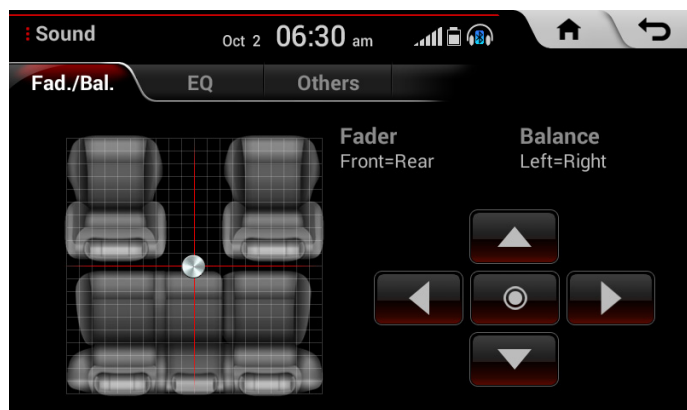 Sound
Oct 2 06:30 am
Fad./Bal. EQ Others
Fader Balance
Front=Rear Left=Right